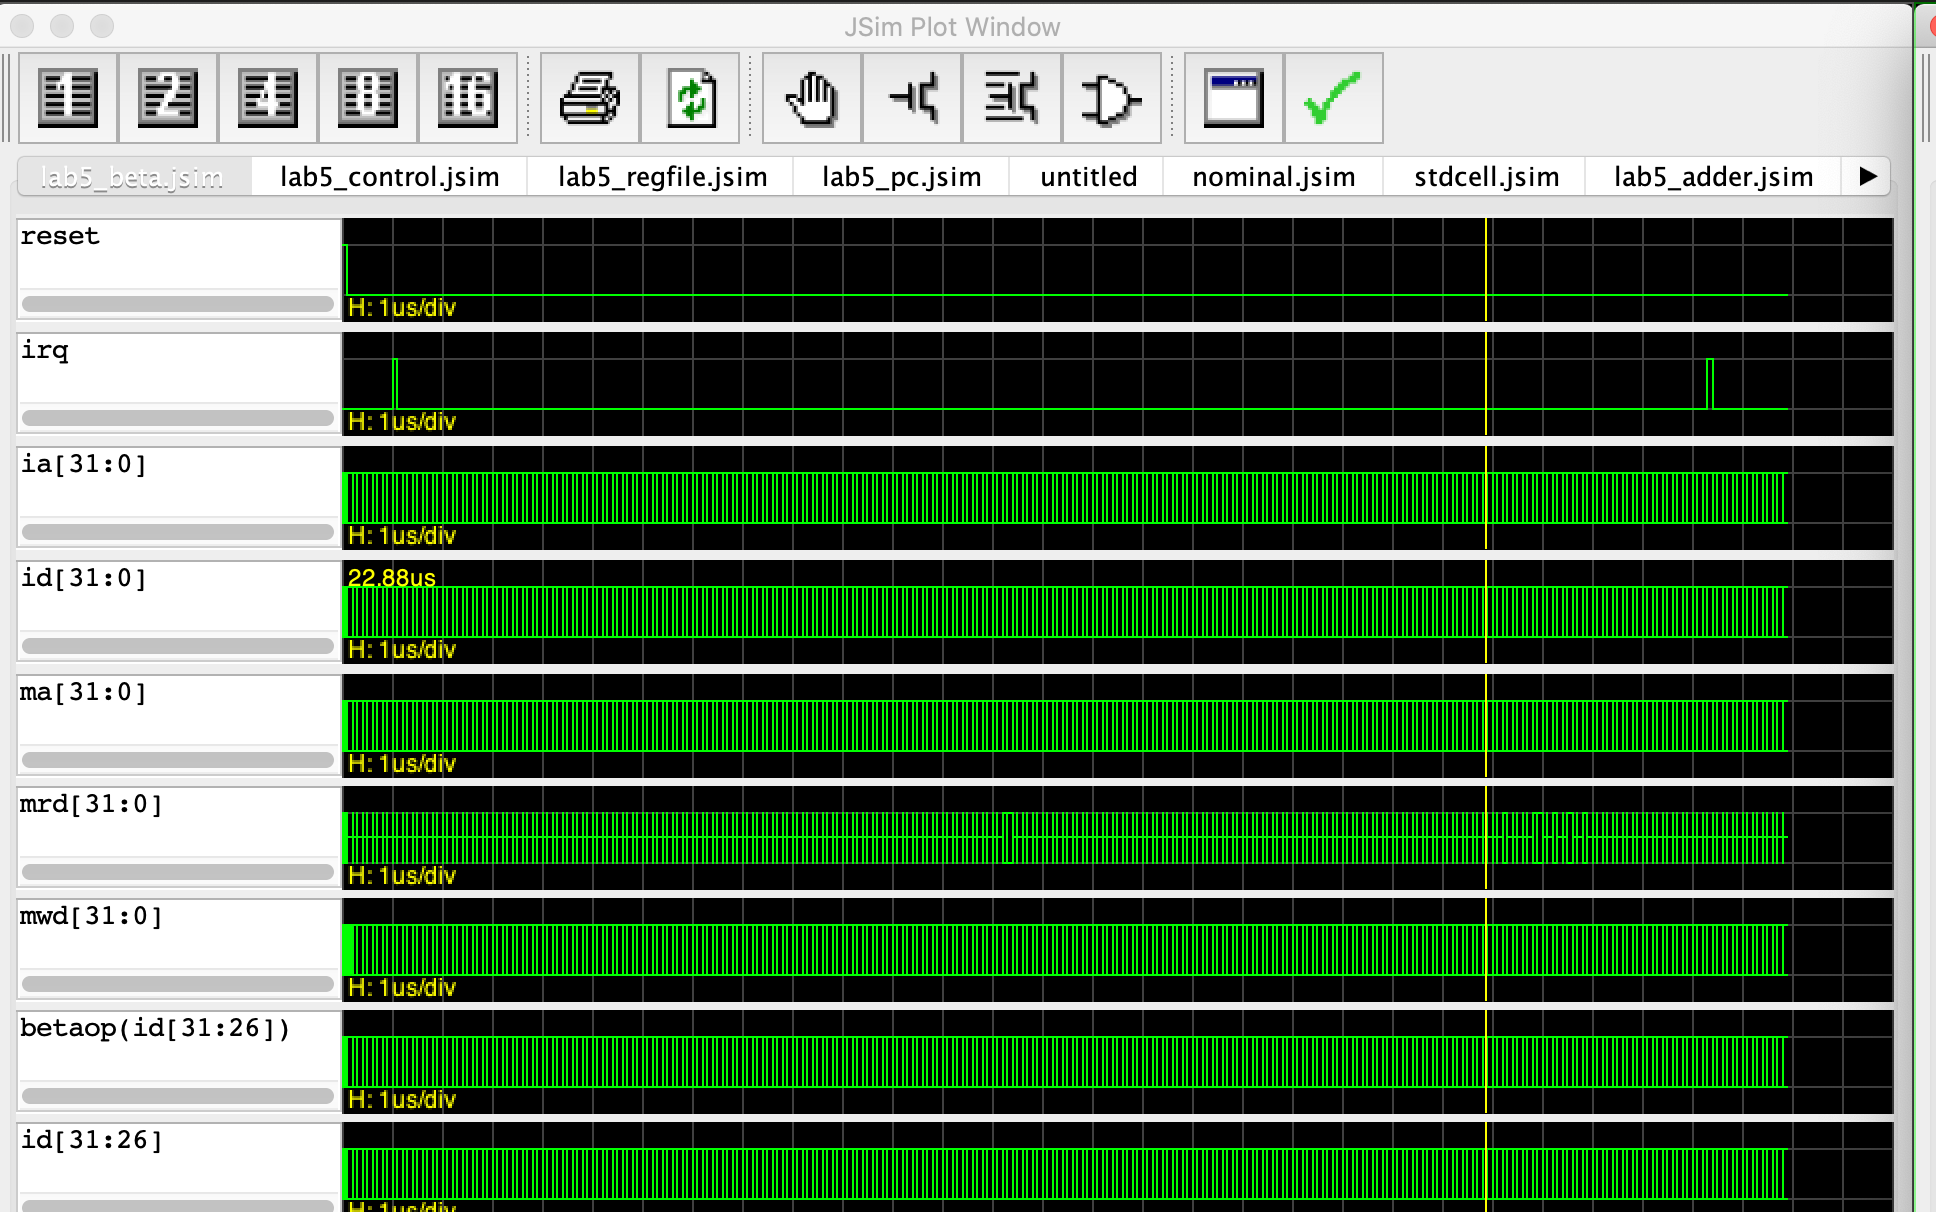 JSim Plot Window
1 2 4 8 16
lab5_beta.jsim lab5_control.jsim lab5_regfile.jsim lab5_pc.jsim untitled nominal.jsim stdcell.jsim lab5_adder.jsim
reset
H: 1us/div
irq
H: 1us/div
ia[31:0]
H: 1us/div
id[31:0]
22.88us
H: 1us/div
ma[31:0]
H: 1us/div
mrd[31:0]
H: 1us/div
mwd[31:0]
H: 1us/div
betaop(id[31:26])
H: 1us/div
id[31:26]
H: 1us/div